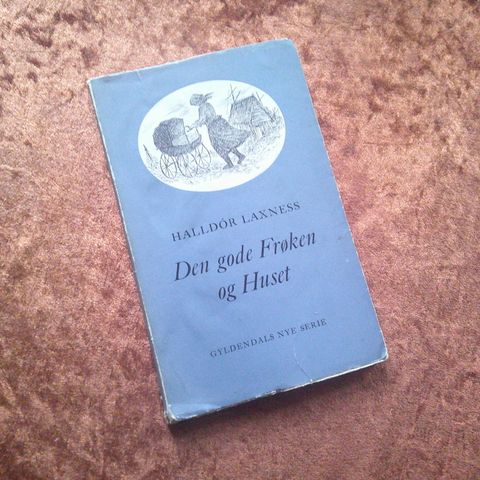 HALLDÓR LAXNESS
Den gode Frøken
og Huset
GYLDENDALS NYE SERIE